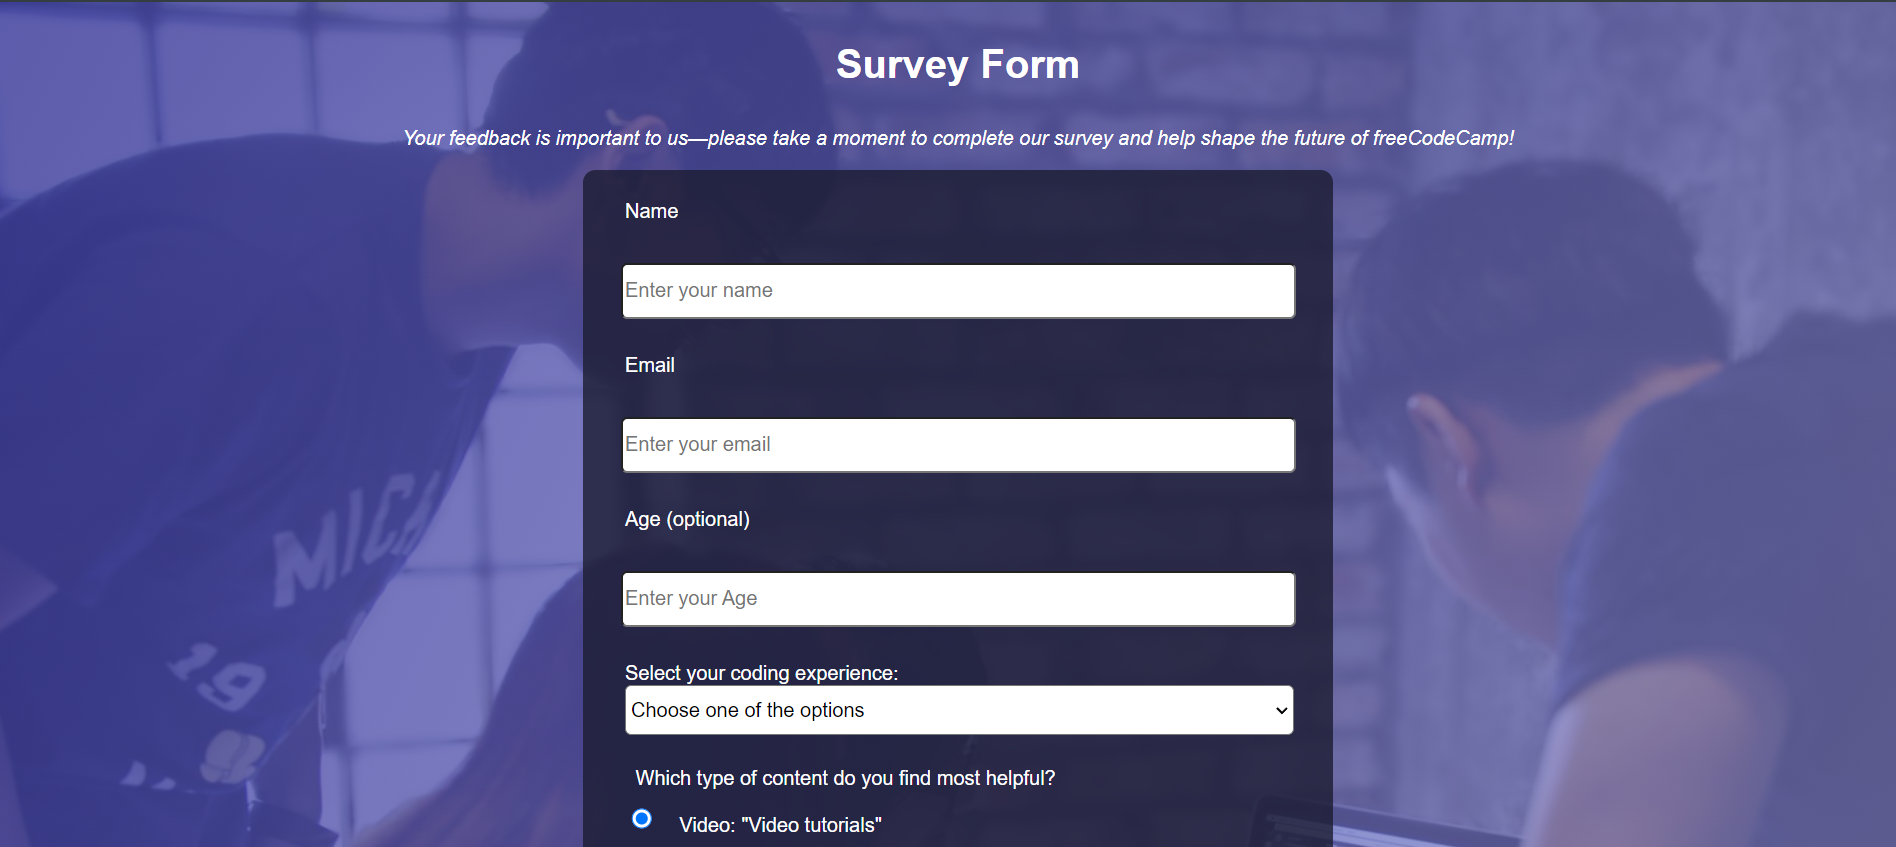 Survey Form
Your feedback is important to us—please take a moment to complete our survey and help shape the future of freeCodeCamp!
Name
Enter your name
Email
Enter your email
Age (optional)
Enter your Age
Select your coding experience:
Choose one of the options
Which type of content do you find most helpful?
Video: "Video tutorials"
19